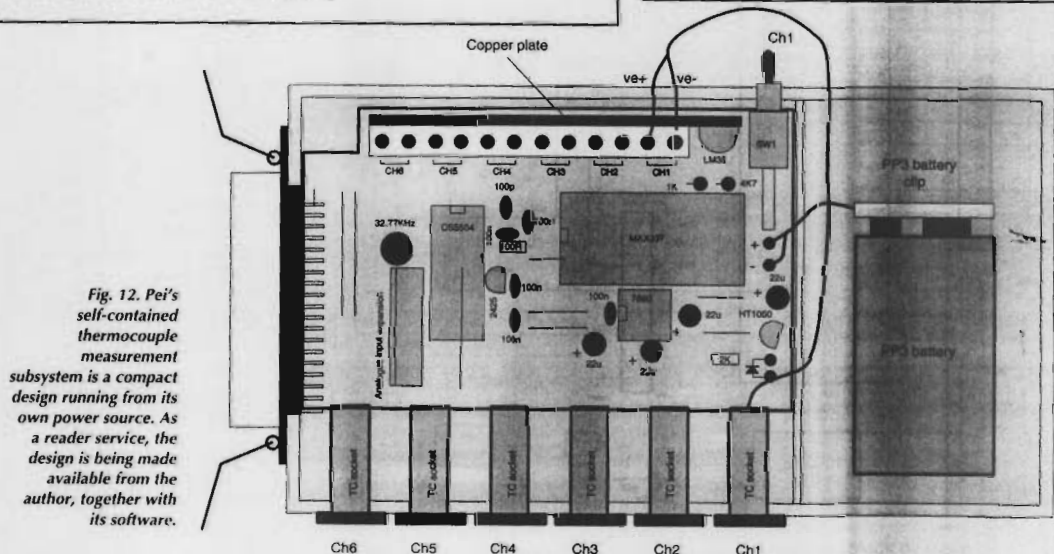 Copper plate
Ch1
ve+ ve-
LM35
SW1
CH6 CH5 CH4 CH3 CH2 CH1
100p
1K 4K7
PP3 battery
clip
32.77KHz
100R
+
-
22u
+
2425
100n
100n
22u
HT1050
Analogue input expansion
100n
+
22u
+
2K
PP3 battery
Fig. 12. Pei's
self-contained
thermocouple
measurement
subsystem is a compact
design running from its
own power source. As
a reader service, the
design is being made
available from the
author, together with
its software.
TC socket TC socket TC socket TC socket TC socket TC socket
Ch6 Ch5 Ch4 Ch3 Ch2 Ch1